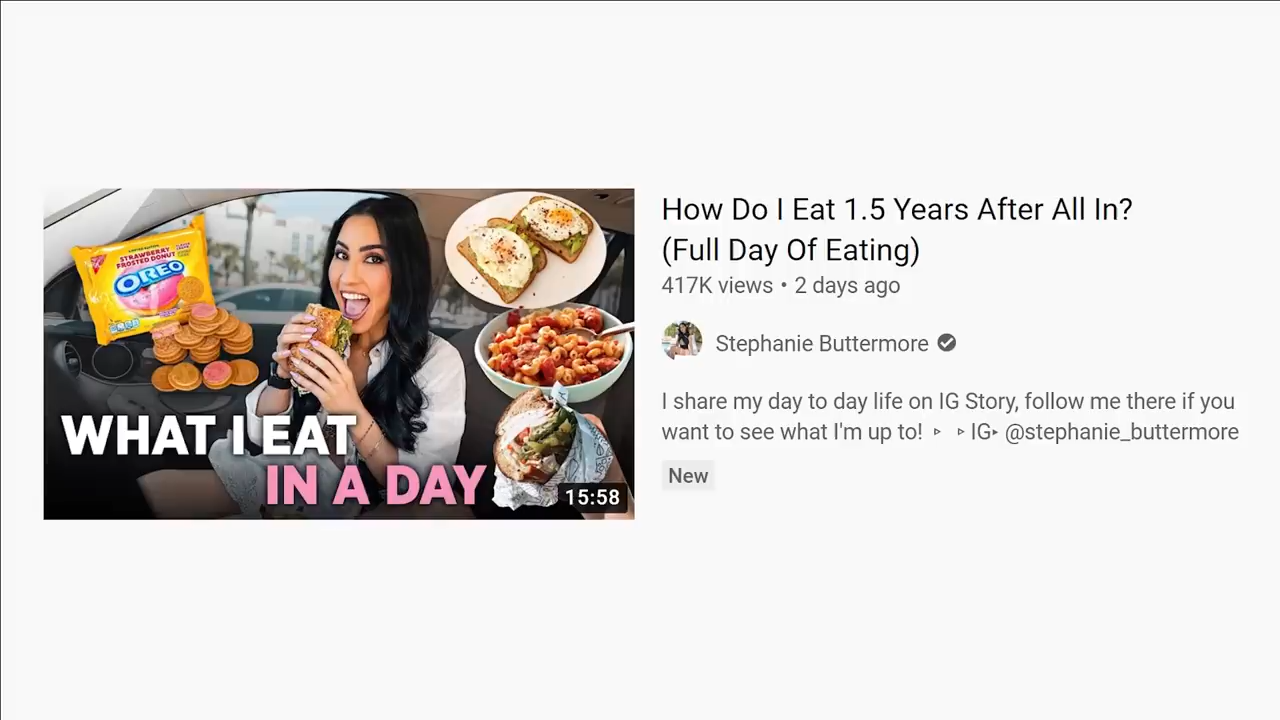 STRAWBERRY
FROSTED DONUT
OREO
WHAT I EAT
IN A DAY
15:58
How Do I Eat 1.5 Years After All In?
(Full Day Of Eating)
417K views • 2 days ago
Stephanie Buttermore
I share my day to day life on IG Story, follow me there if you
want to see what I'm up to! ▹ ▹ IG▸ @stephanie_buttermore
New